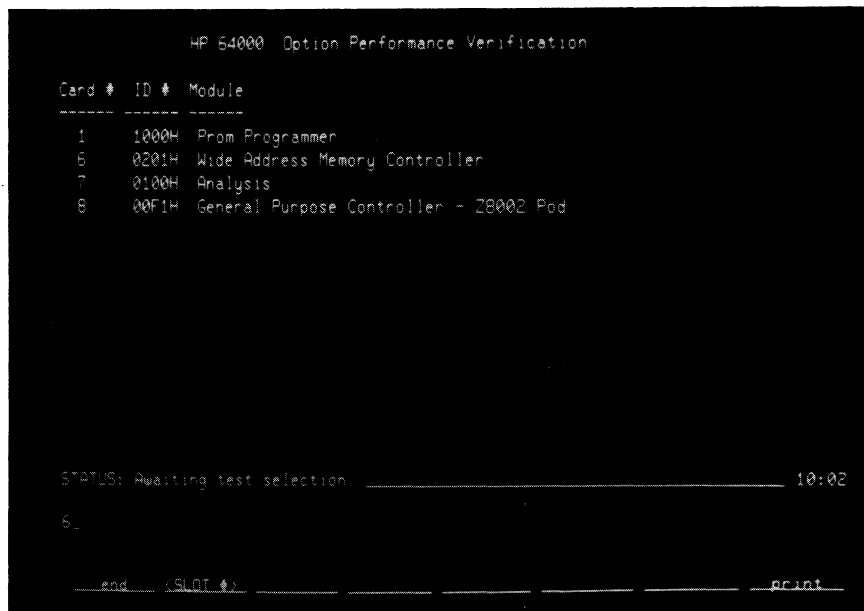 HP 64000 Option Performance Verification
Card # ID # Module
------ ------ ------
1 1000H Prom Programmer
6 0201H Wide Address Memory Controller
7 0100H Analysis
8 00F1H General Purpose Controller - Z8002 Pod
STATUS: Awaiting test selection 10:02
6_
end <SLOT #> print